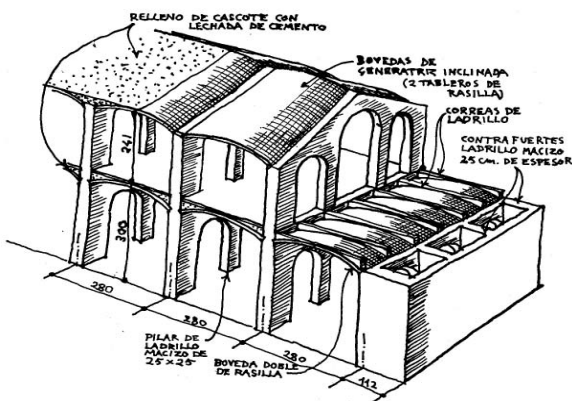 RELLENO DE CASCOTE CON
LECHADA DE CEMENTO
BOVEDAS DE
GENERATRIZ INCLINADA
(2 TABLEROS DE
RASILLA)
CORREAS DE
LADRILLO
CONTRAFUERTES
LADRILLO MACIZO
25 cm. DE ESPESOR
241
300
280
280
280
112
PILAR DE
LADRILLO
MACIZO DE
25 x 25
BOVEDA DOBLE
DE RASILLA